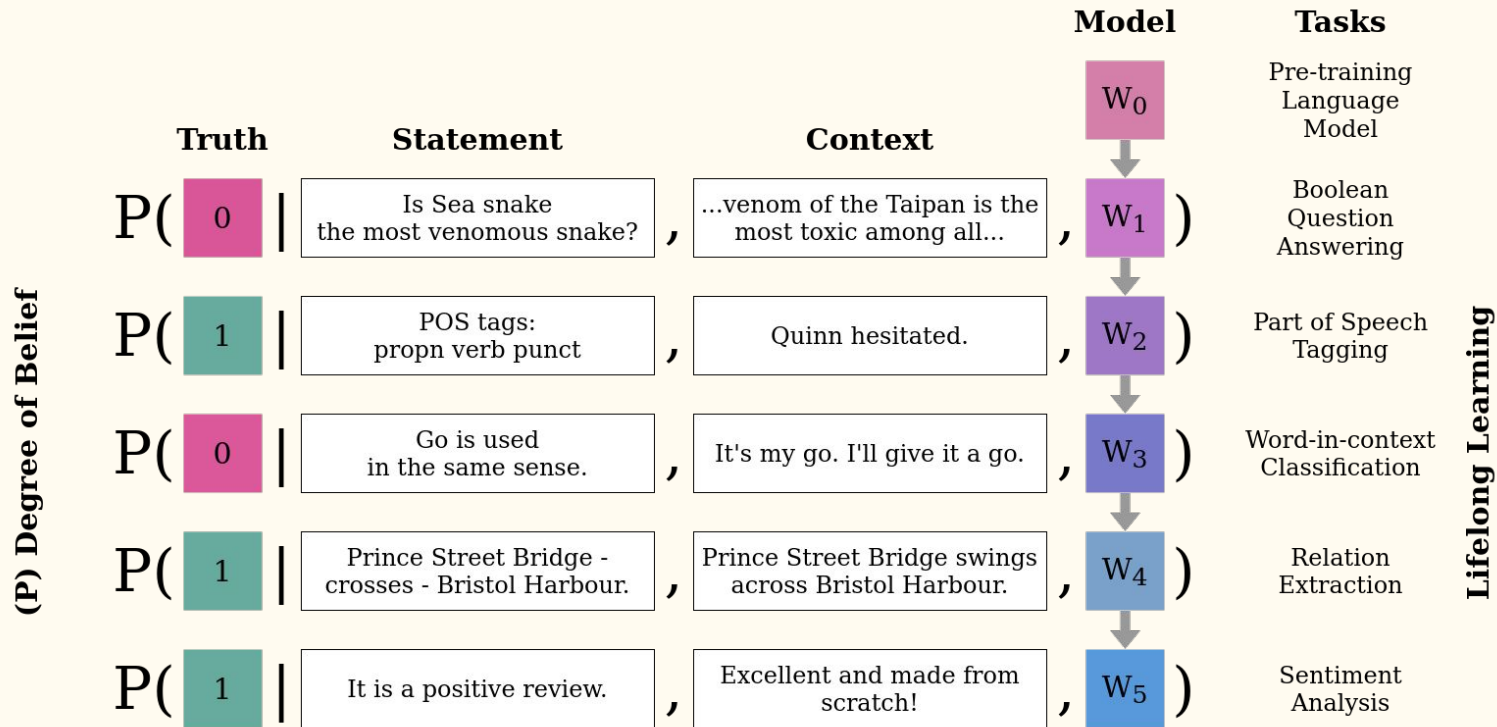 Model
Tasks
W0
Pre-training
Language
Model
Truth
Statement
Context
P( 0 | Is Sea snake
the most venomous snake? , ...venom of the Taipan is the
most toxic among all... , W1 )
Boolean
Question
Answering
P( 1 | POS tags:
propn verb punct , Quinn hesitated. , W2 )
Part of Speech
Tagging
P( 0 | Go is used
in the same sense. , It's my go. I'll give it a go. , W3 )
Word-in-context
Classification
P( 1 | Prince Street Bridge -
crosses - Bristol Harbour. , Prince Street Bridge swings
across Bristol Harbour. , W4 )
Relation
Extraction
P( 1 | It is a positive review. , Excellent and made from
scratch! , W5 )
Sentiment
Analysis
(P) Degree of Belief
Lifelong Learning